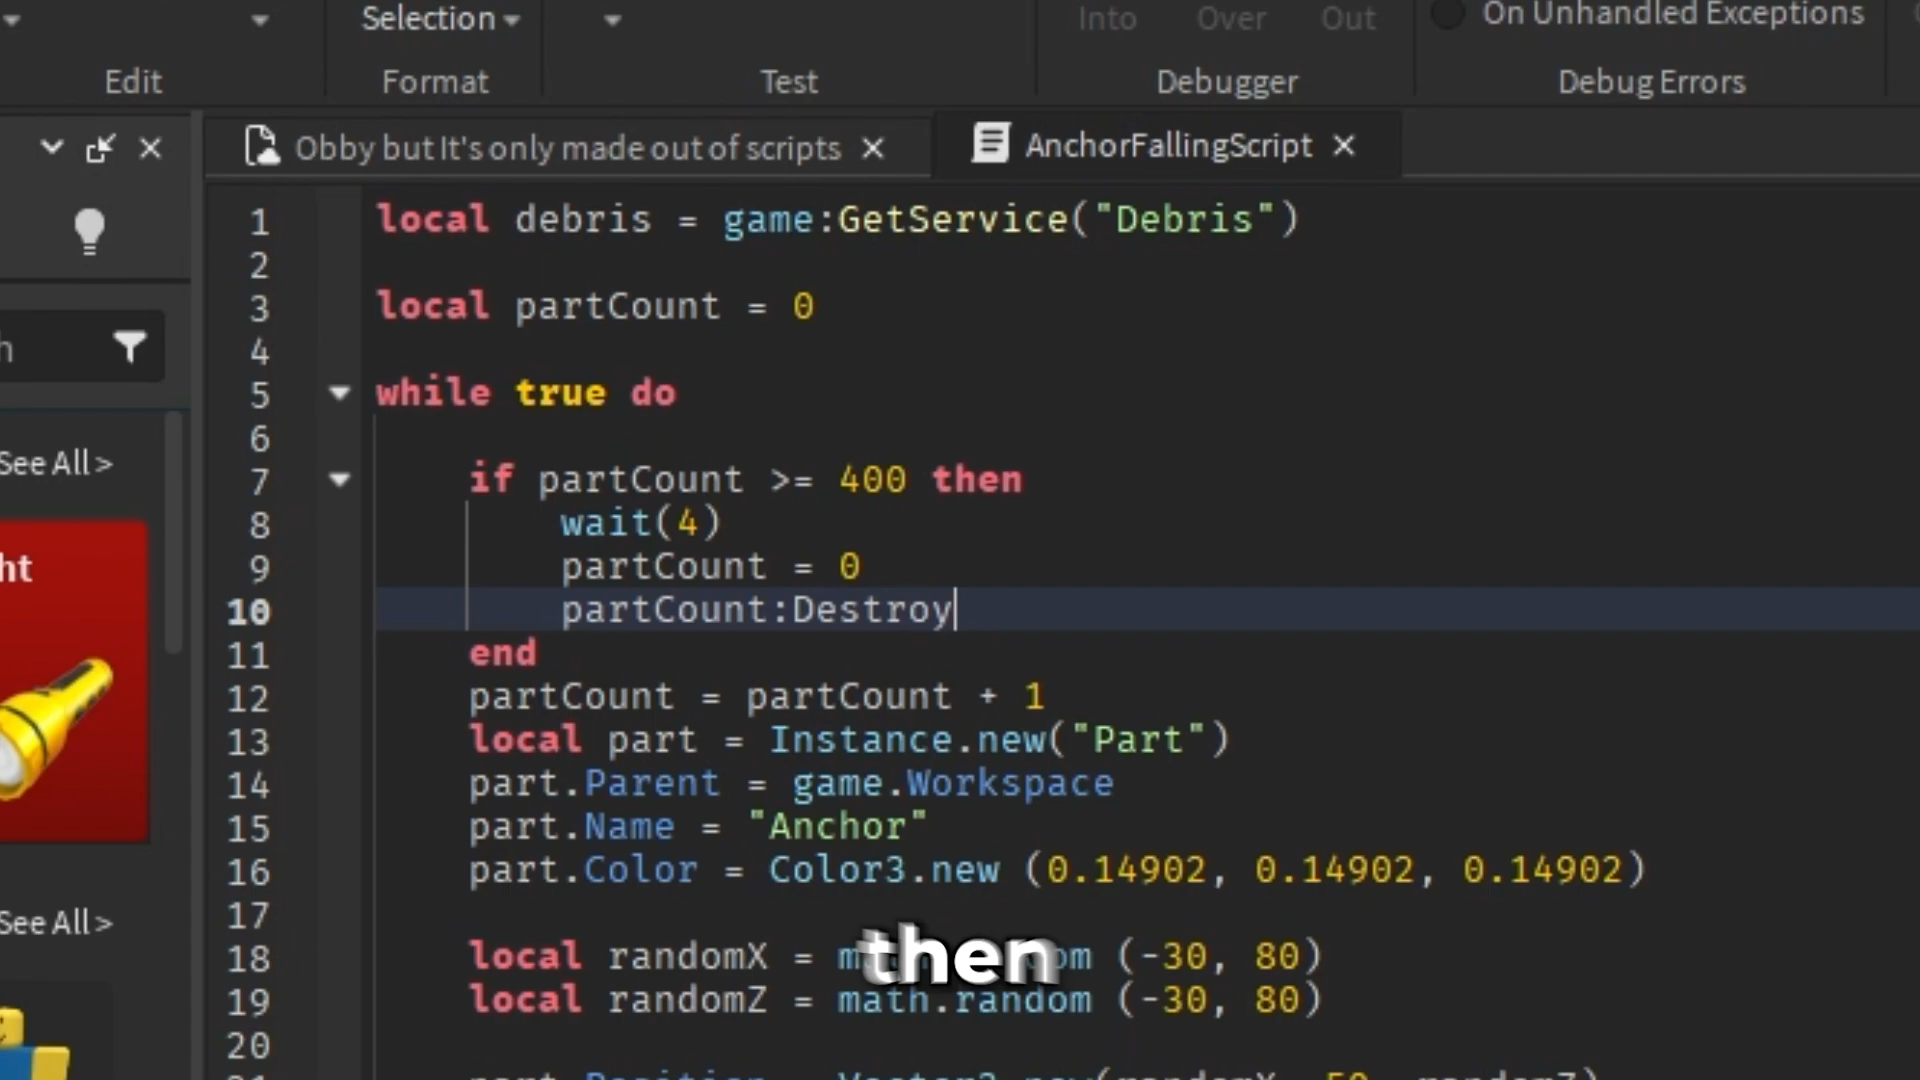 Selection
Into Over Out
On Unhandled Exceptions
Edit
Format
Test
Debugger
Debug Errors
Obby but It's only made out of scripts
AnchorFallingScript
h
See All >
ht
See All >
1 local debris = game:GetService("Debris")
2
3 local partCount = 0
4
5 while true do
6
7 if partCount >= 400 then
8 wait(4)
9 partCount = 0
10 partCount:Destroy
11 end
12 partCount = partCount + 1
13 local part = Instance.new("Part")
14 part.Parent = game.Workspace
15 part.Name = "Anchor"
16 part.Color = Color3.new (0.14902, 0.14902, 0.14902)
17
18 local randomX = math.random (-30, 80)
19 local randomZ = math.random (-30, 80)
20
then